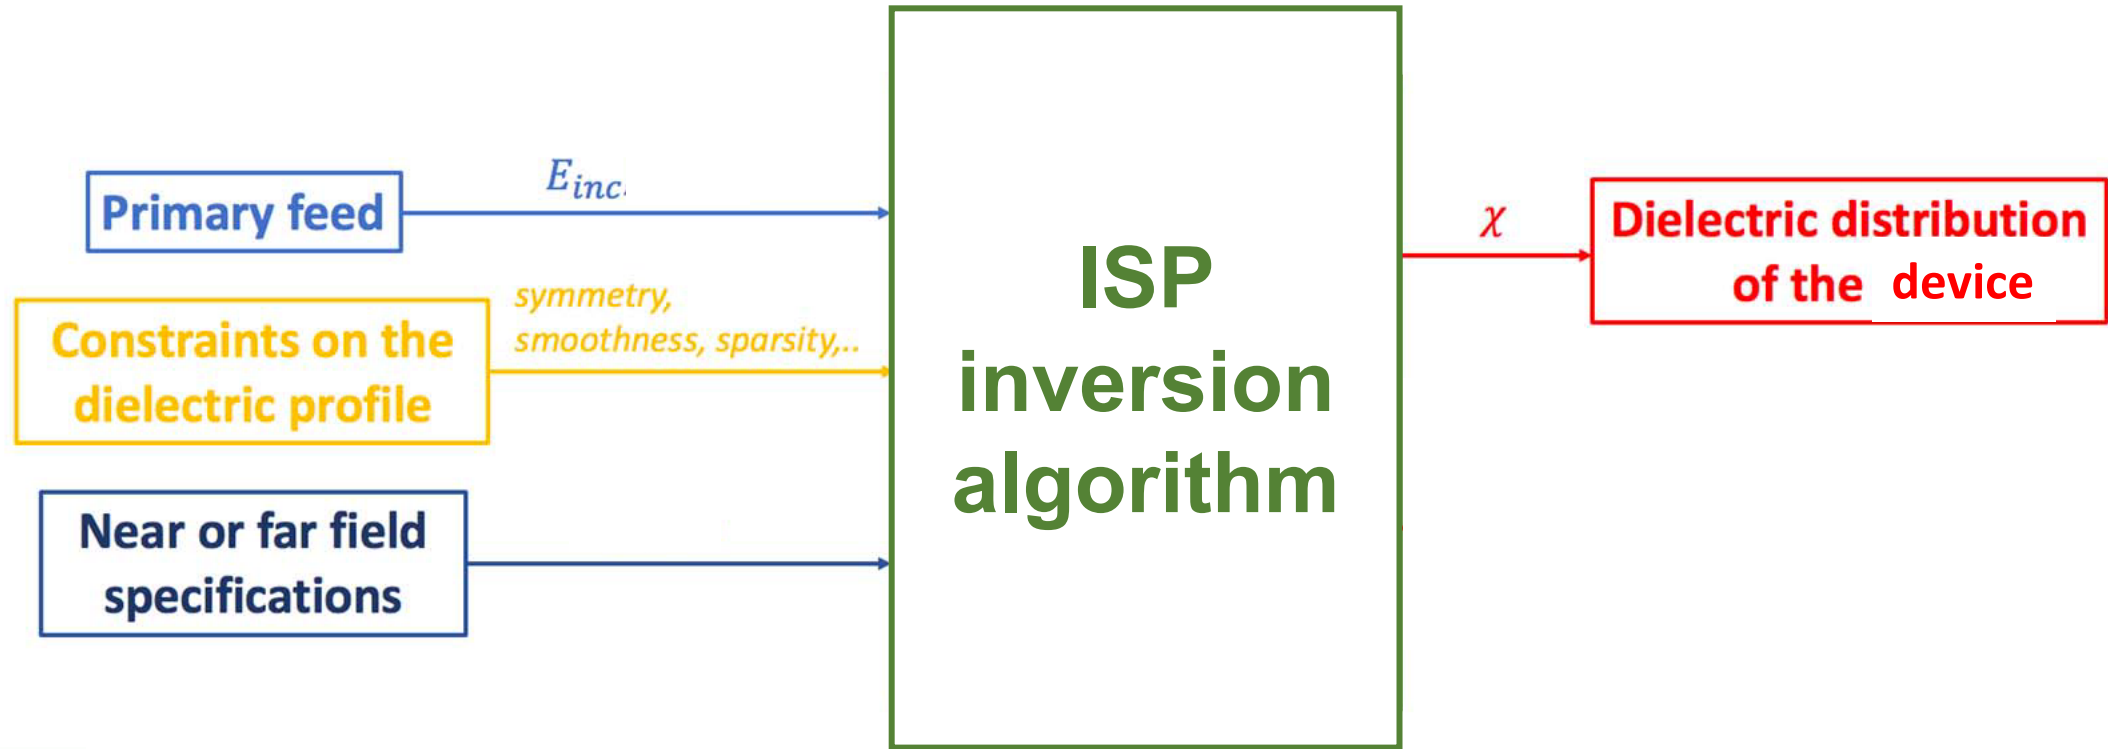 Primary feed
E_inc.
Constraints on the
dielectric profile
symmetry,
smoothness, sparsity,..
Near or far field
specifications
ISP
inversion
algorithm
χ
Dielectric distribution
of the device